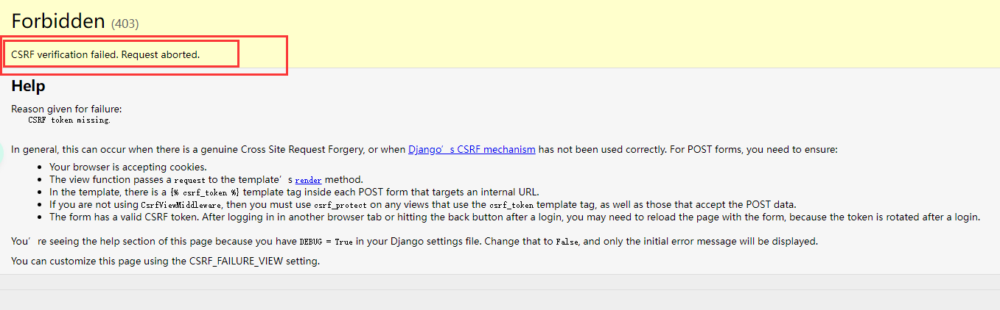 Forbidden (403)
CSRF verification failed. Request aborted.
Help
Reason given for failure:
CSRF token missing.
In general, this can occur when there is a genuine Cross Site Request Forgery, or when Django’s CSRF mechanism has not been used correctly. For POST forms, you need to ensure:
• Your browser is accepting cookies.
• The view function passes a request to the template’s render method.
• In the template, there is a {% csrf_token %} template tag inside each POST form that targets an internal URL.
• If you are not using CsrfViewMiddleware, then you must use csrf_protect on any views that use the csrf_token template tag, as well as those that accept the POST data.
• The form has a valid CSRF token. After logging in in another browser tab or hitting the back button after a login, you may need to reload the page with the form, because the token is rotated after a login.
You’re seeing the help section of this page because you have DEBUG = True in your Django settings file. Change that to False, and only the initial error message will be displayed.
You can customize this page using the CSRF_FAILURE_VIEW setting.